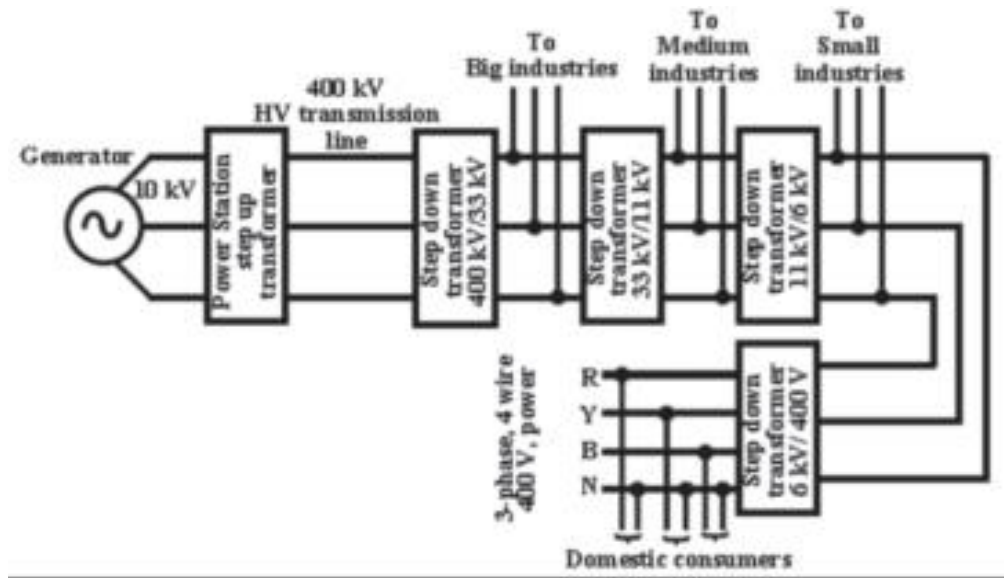 To
Big industries
To
Medium
industries
To
Small
industries
400 kV
HV transmission
line
Generator
10 kV
Power Station
step up
transformer
Step down
transformer
400 kV/33 kV
Step down
transformer
33 kV/11 kV
Step down
transformer
11 kV/6 kV
3-phase, 4 wire
400 V, power
R
Y
B
N
Step down
transformer
6 kV/ 400 V
Domestic consumers